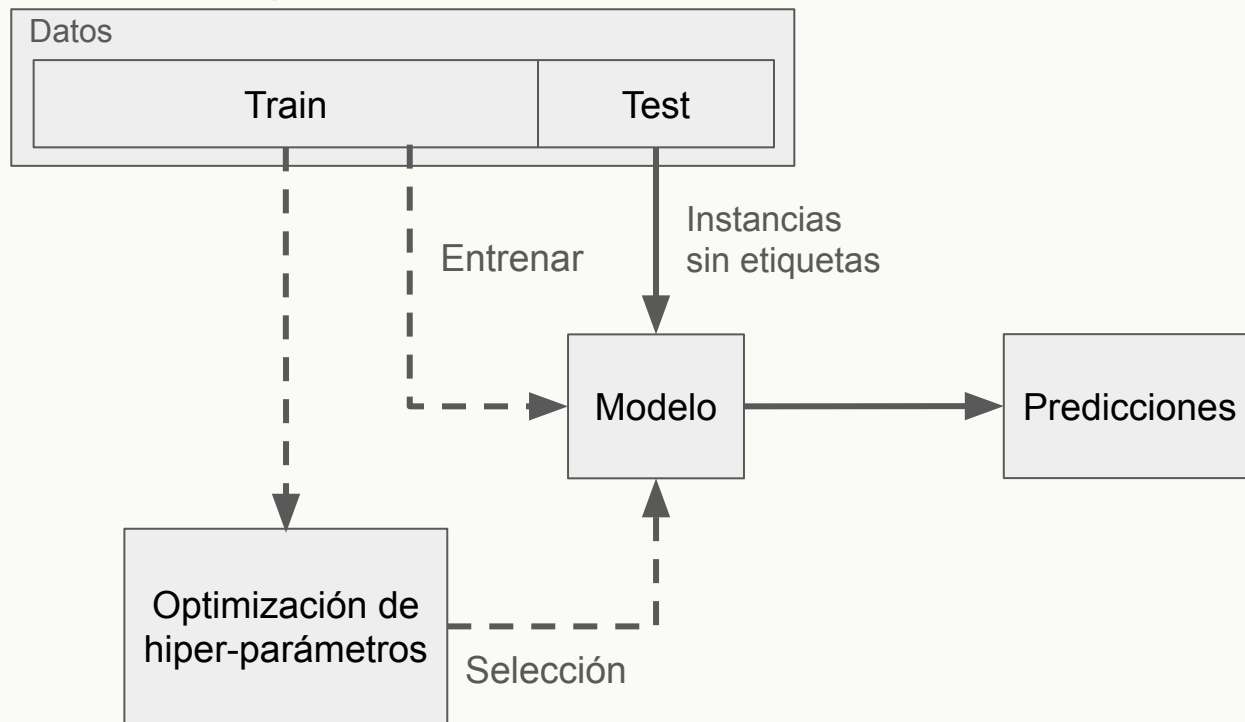 Datos
Train
Test
Instancias
sin etiquetas
Entrenar
Modelo
Predicciones
Optimización de
hiper-parámetros
Selección